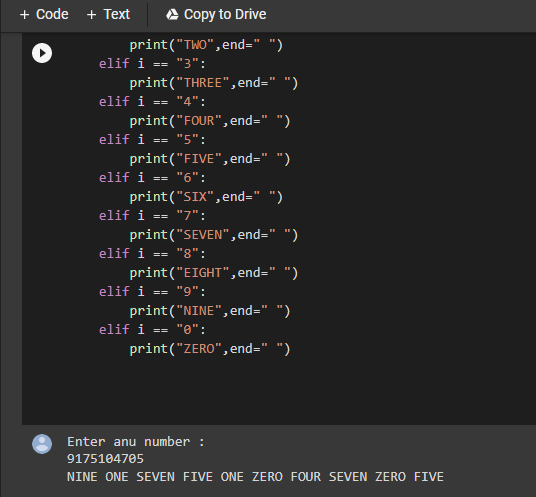 + Code + Text Copy to Drive
print("TWO",end=" ")
elif i == "3":
print("THREE",end=" ")
elif i == "4":
print("FOUR",end=" ")
elif i == "5":
print("FIVE",end=" ")
elif i == "6":
print("SIX",end=" ")
elif i == "7":
print("SEVEN",end=" ")
elif i == "8":
print("EIGHT",end=" ")
elif i == "9":
print("NINE",end=" ")
elif i == "0":
print("ZERO",end=" ")
Enter anu number :
9175104705
NINE ONE SEVEN FIVE ONE ZERO FOUR SEVEN ZERO FIVE